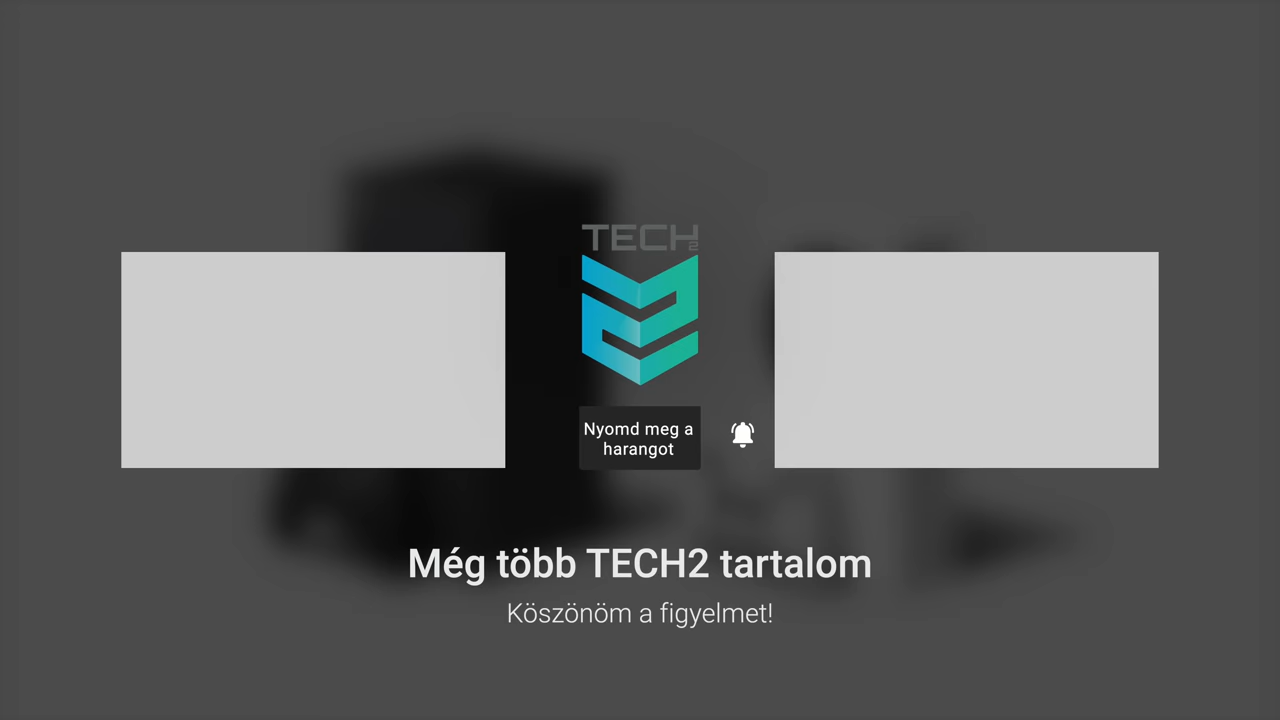 TECH2
Nyomd meg a
harangot
Még több TECH2 tartalom
Köszönöm a figyelmet!